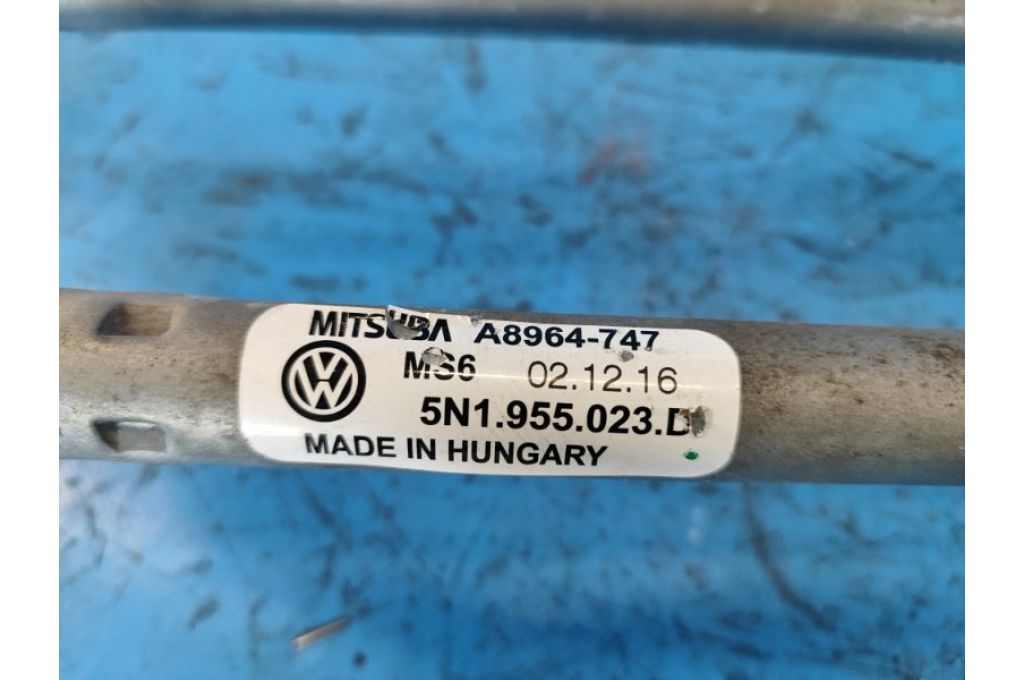 MITSUBA A8964-747
MS6 02.12.16
5N1.955.023.D
MADE IN HUNGARY